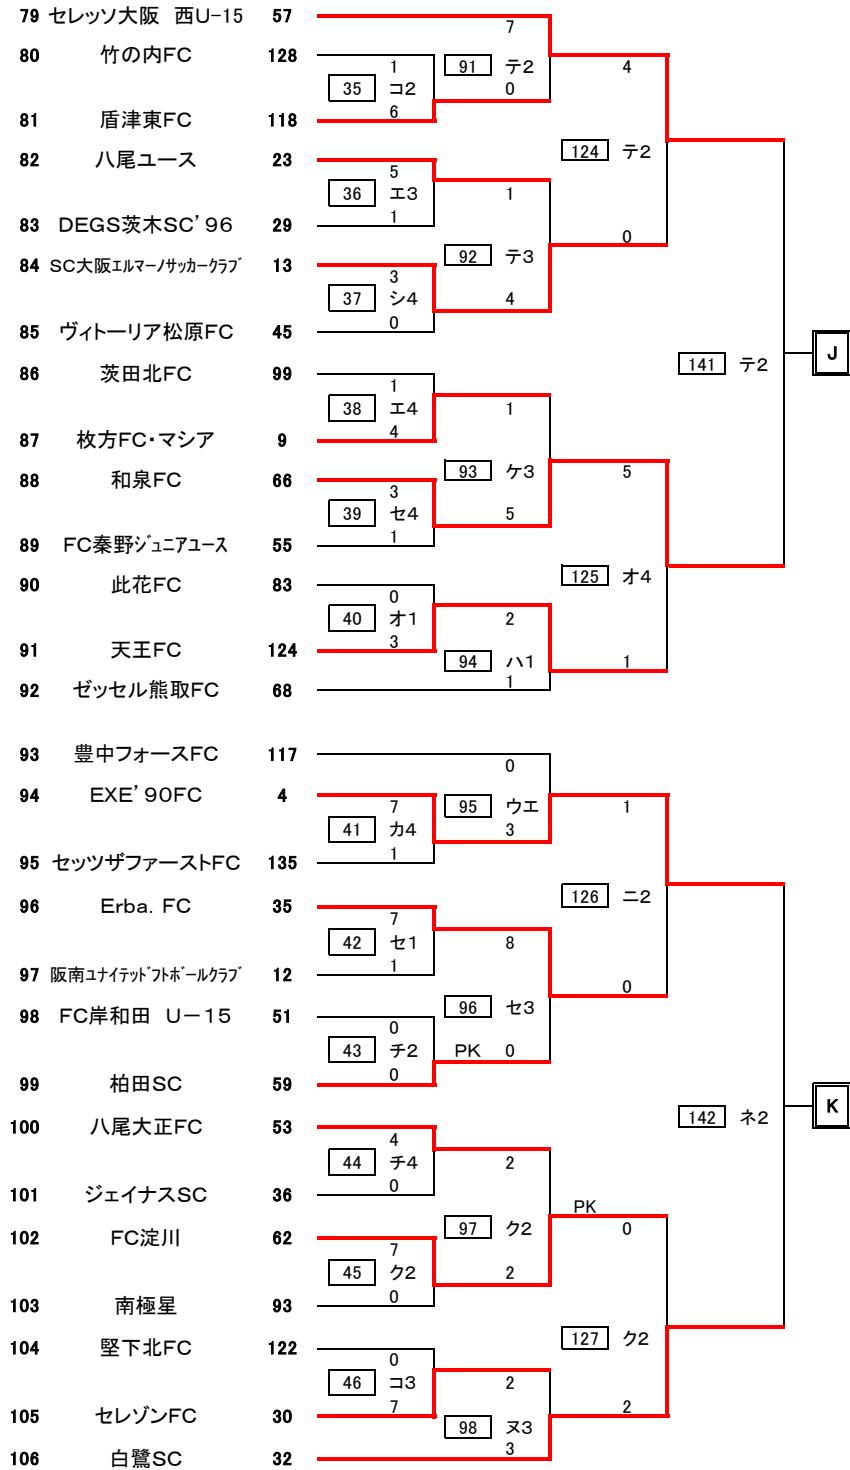 79 セレッソ大阪　西U-15 57
7
80 竹の内FC 128
1 91 テ2 4
35 コ2 0
6
81 盾津東FC 118
124 テ2
82 八尾ユース 23
5
36 エ3 1
1
83 DEGS茨木SC'96 29
0
92 テ3
84 SC大阪エルマーノサッカークラブ 13
3
37 シ4 4
0
85 ヴィトーリア松原FC 45
J
141 テ2
86 茨田北FC 99
1
38 エ4 1
4
87 枚方FC・マシア 9
93 ケ3 5
88 和泉FC 66
3
39 セ4 5
1
89 FC秦野ジュニアユース 55
125 オ4
90 此花FC 83
0
40 オ1 2
3
91 天王FC 124
94 ハ1 1
1
92 ゼッセル熊取FC 68
93 豊中フォースFC 117
0
94 EXE'90FC 4
7 95 ウエ 1
41 カ4 3
1
95 セッツザファーストFC 135
126 ニ2
96 Erba. FC 35
7
42 セ1 8
1
97 阪南ユナイテッドフトボールクラブ 12
0
96 セ3
98 FC岸和田　U－15 51
0
43 チ2 PK 0
0
99 柏田SC 59
K
142 ネ2
100 八尾大正FC 53
4
44 チ4 2
0
101 ジェイナスSC 36
PK
97 ク2 0
102 FC淀川 62
7
45 ク2 2
0
103 南極星 93
127 ク2
104 堅下北FC 122
0
46 コ3 2
7
105 セレゾンFC 30
2
98 ヌ3
3
106 白鷺SC 32